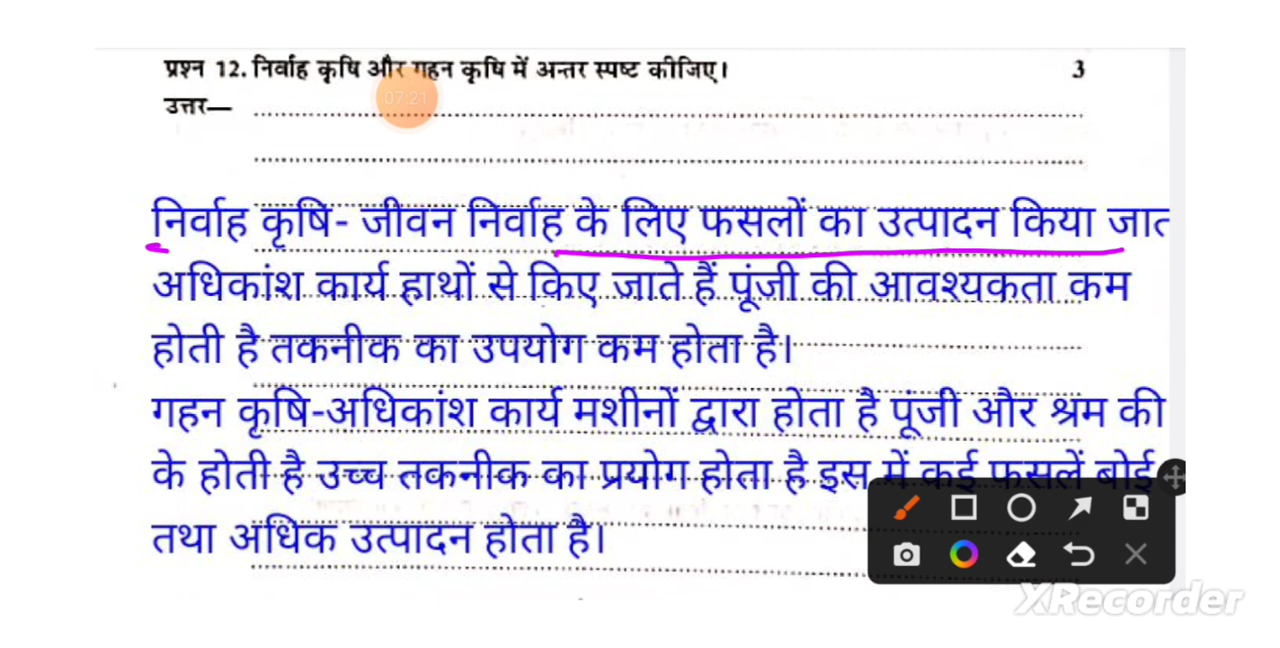 प्रश्न 12. निर्वाह कृषि और गहन कृषि में अन्तर स्पष्ट कीजिए। 3
07:21
उत्तर—
निर्वाह कृषि- जीवन निर्वाह के लिए फसलों का उत्पादन किया जात
अधिकांश कार्य हाथों से किए जाते हैं पूंजी की आवश्यकता कम
होती है तकनीक का उपयोग कम होता है।
गहन कृषि-अधिकांश कार्य मशीनों द्वारा होता है पूंजी और श्रम की
के होती है उच्च तकनीक का प्रयोग होता है इस में कई फसलें बोई
तथा अधिक उत्पादन होता है।
XRecorder